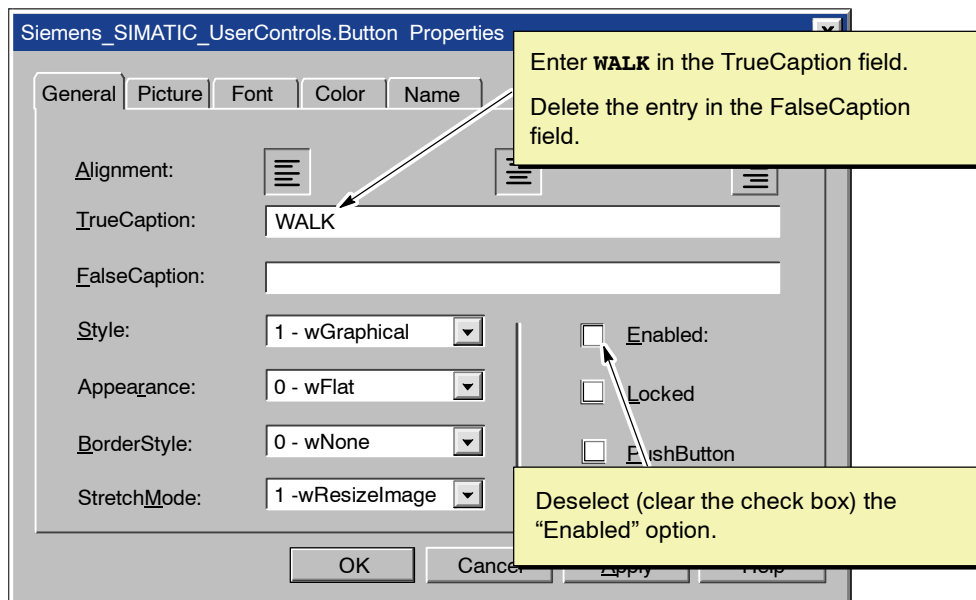 Siemens_SIMATIC_UserControls.Button Properties
Enter WALK in the TrueCaption field.
Delete the entry in the FalseCaption
field.
General Picture Font Color Name
Alignment:
TrueCaption: WALK
FalseCaption:
Style: 1 - wGraphical Enabled:
Appearance: 0 - wFlat Locked
BorderStyle: 0 - wNone PushButton
StretchMode: 1 -wResizeImage
Deselect (clear the check box) the
“Enabled” option.
OK Cancel Apply Help